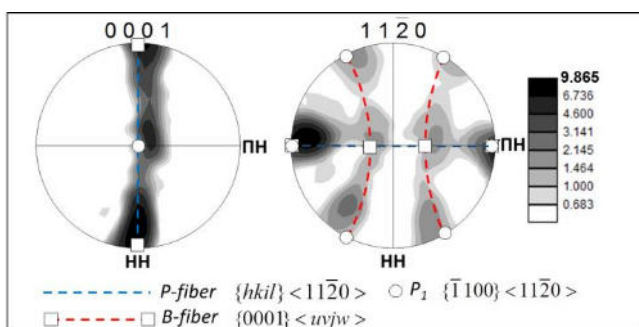 0 0 0 1
1 1 2̅ 0
ПН
НН
ПН
НН
9.865
6.736
4.600
3.141
2.145
1.464
1.000
0.683
P-fiber {hkil}<112̅0> P₁ {1̅100}<112̅0>
B-fiber {0001}<uvjw>